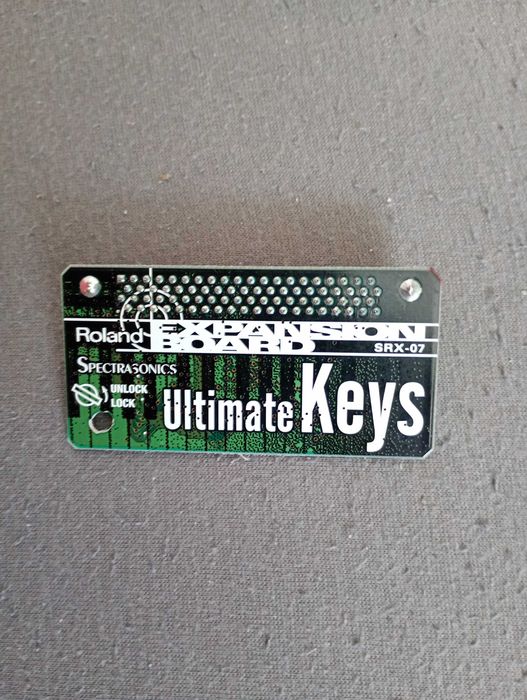 Roland
EXPANSION
BOARD
SRX-07
SPECTRASONICS
UNLOCK
LOCK
Ultimate Keys